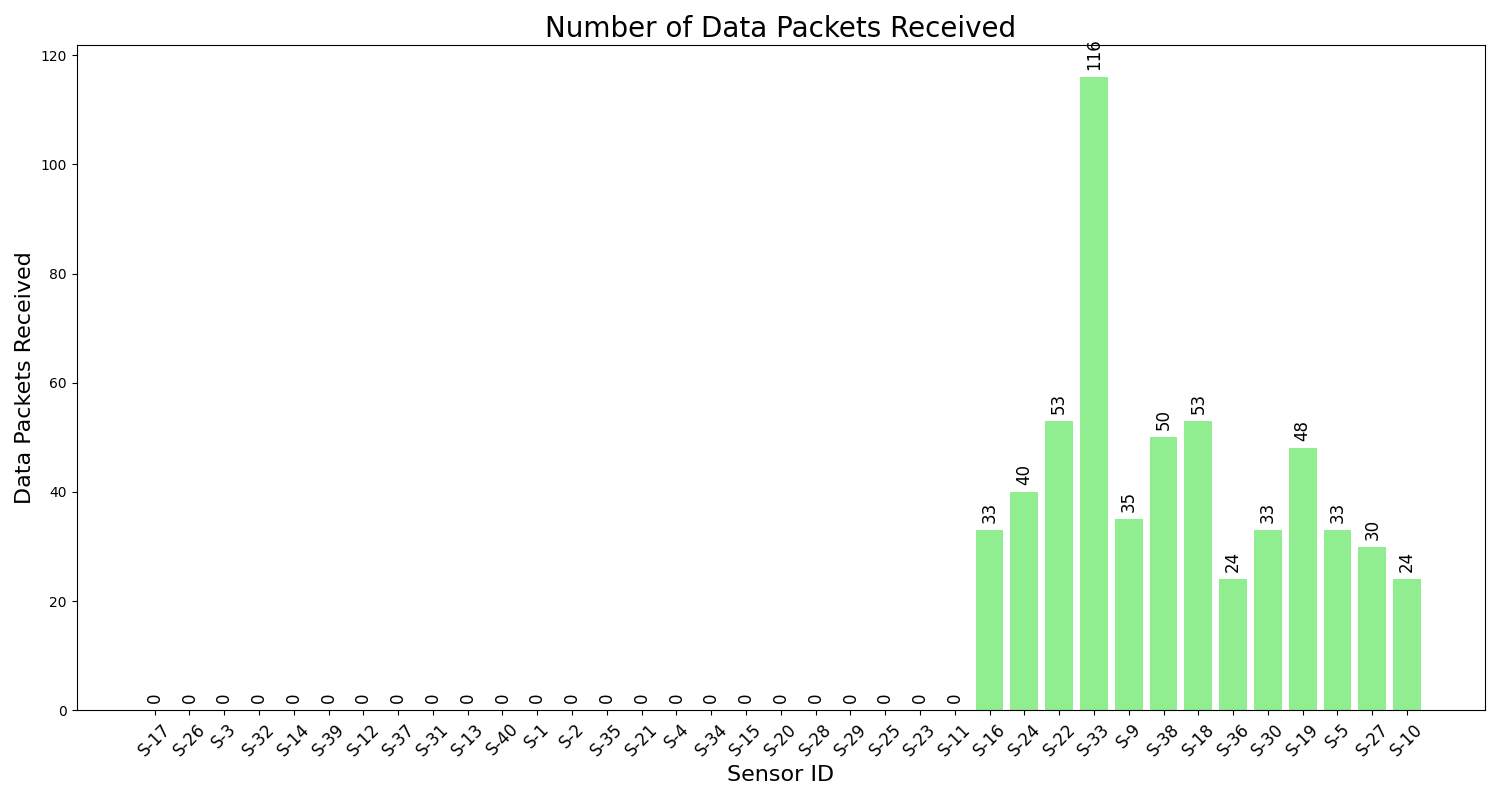 Number of Data Packets Received
Data Packets Received
120
100
80
60
40
20
0
0 0 0 0 0 0 0 0 0 0 0 0 0 0 0 0 0 0 0 0 0 0 0 0 33 40 53 116 35 50 53 24 33 48 33 30 24
S-17 S-26 S-3 S-32 S-14 S-39 S-12 S-37 S-31 S-13 S-40 S-1 S-2 S-35 S-21 S-4 S-34 S-15 S-20 S-28 S-29 S-25 S-23 S-11 S-16 S-24 S-22 S-33 S-9 S-38 S-18 S-36 S-30 S-19 S-5 S-27 S-10
Sensor ID